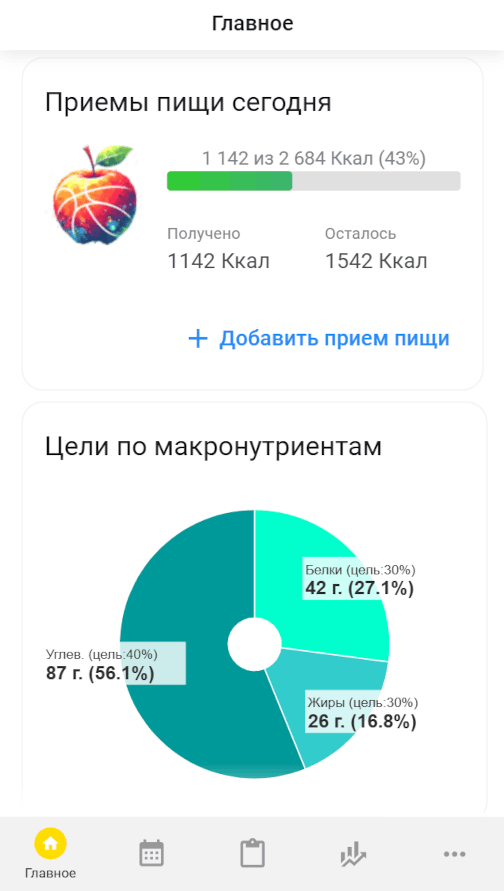 Главное
Приемы пищи сегодня
1 142 из 2 684 Ккал (43%)
Получено
Осталось
1142 Ккал
1542 Ккал
+ Добавить прием пищи
Цели по макронутриентам
Белки (цель:30%)
42 г. (27.1%)
Углев. (цель:40%)
87 г. (56.1%)
Жиры (цель:30%)
26 г. (16.8%)
Главное